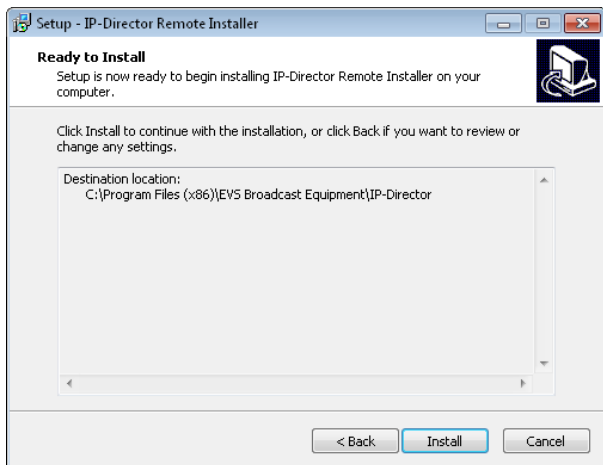 Setup - IP-Director Remote Installer
Ready to Install
Setup is now ready to begin installing IP-Director Remote Installer on your
computer.
Click Install to continue with the installation, or click Back if you want to review or
change any settings.
Destination location:
C:\Program Files (x86)\EVS Broadcast Equipment\IP-Director
< Back Install Cancel